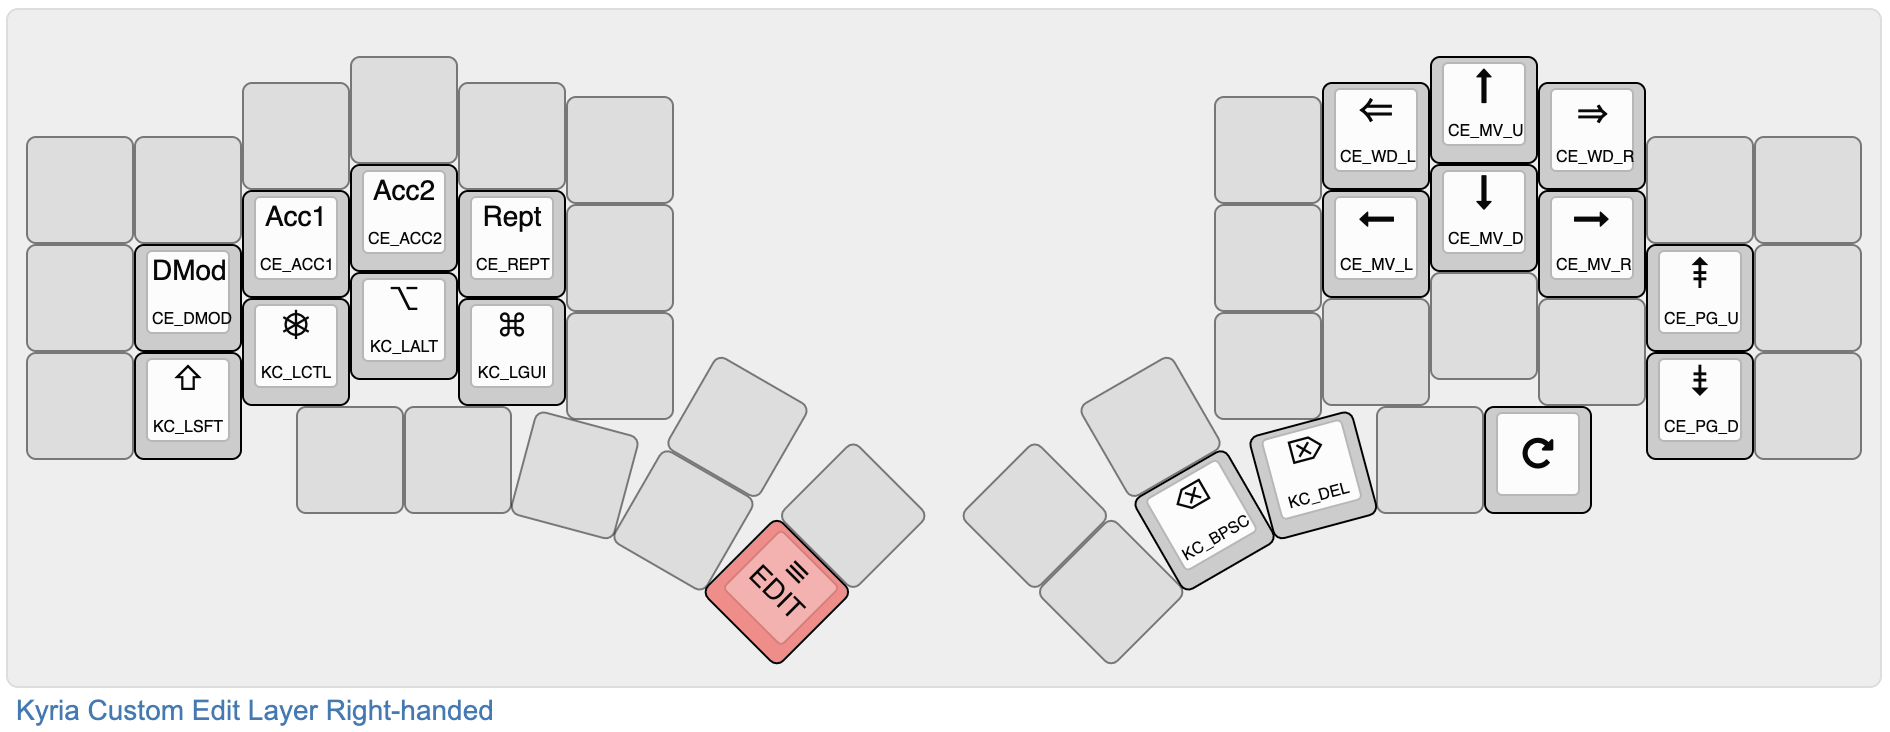 Acc2
CE_ACC2
Acc1
CE_ACC1
Rept
CE_REPT
DMod
CE_DMOD
KC_LALT
KC_LCTL
KC_LGUI
KC_LSFT
EDIT
CE_MV_U
CE_WD_L
CE_WD_R
CE_MV_D
CE_MV_L
CE_MV_R
CE_PG_U
CE_PG_D
KC_DEL
KC_BPSC
Kyria Custom Edit Layer Right-handed